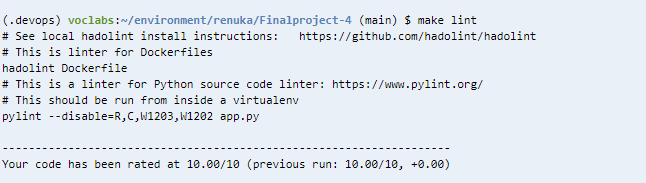 (.devops) voclabs:~/environment/renuka/Finalproject-4 (main) $ make lint
# See local hadolint install instructions:   https://github.com/hadolint/hadolint
# This is linter for Dockerfiles
hadolint Dockerfile
# This is a linter for Python source code linter: https://www.pylint.org/
# This should be run from inside a virtualenv
pylint --disable=R,C,W1203,W1202 app.py

-------------------------------------------------------------------
Your code has been rated at 10.00/10 (previous run: 10.00/10, +0.00)